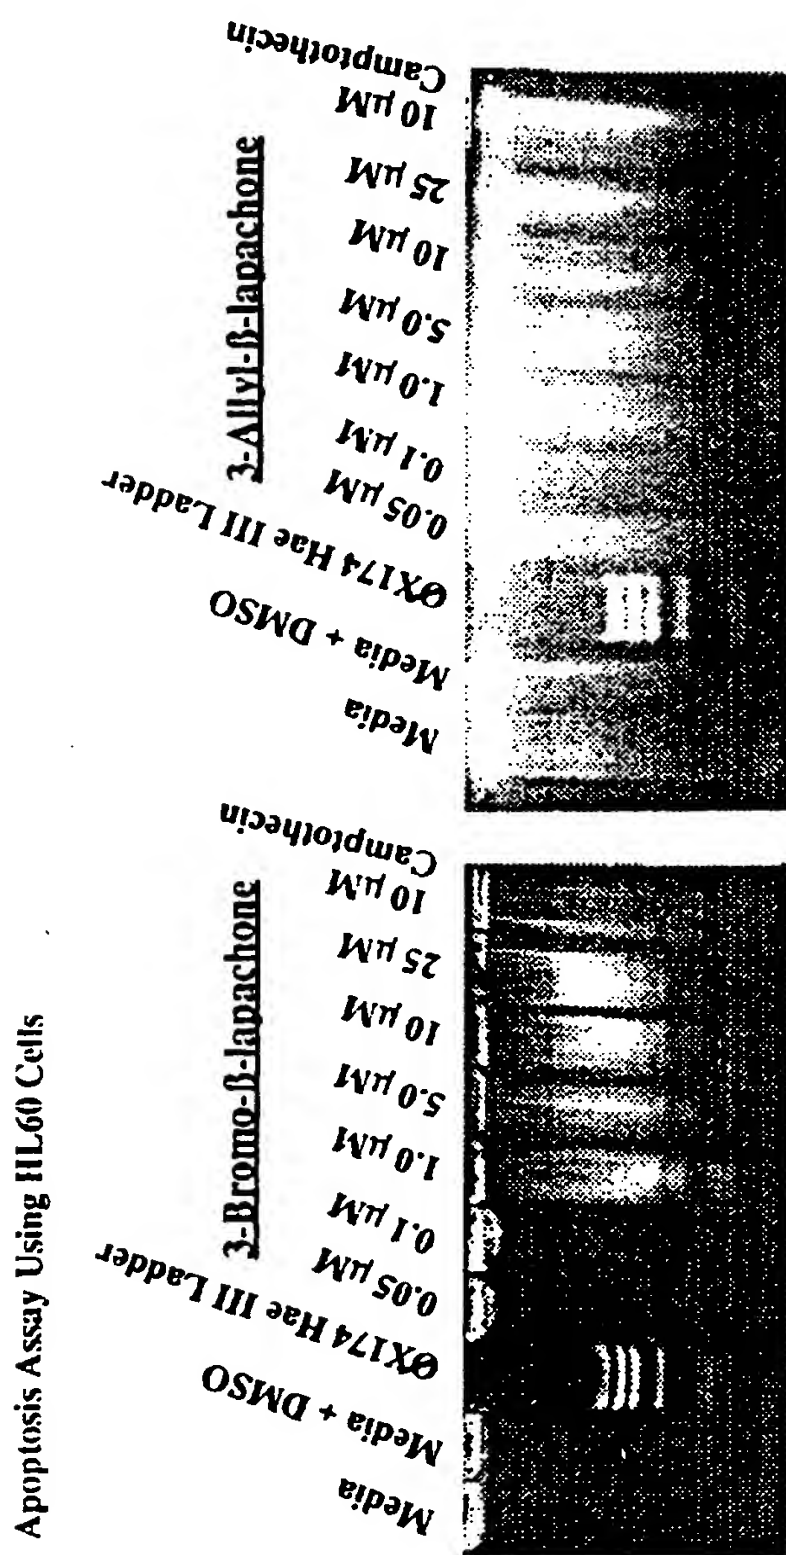 Apoptosis Assay Using HL60 Cells
3-Bromo-β-lapachone
Media
Media + DMSO
ØX174 Hae III Ladder
0.05 µM
0.1 µM
1.0 µM
5.0 µM
10 µM
25 µM
10 µM
Camptothecin
3-Allyl-β-lapachone
Media
Media + DMSO
ØX174 Hae III Ladder
0.05 µM
0.1 µM
1.0 µM
5.0 µM
10 µM
25 µM
10 µM
Camptothecin